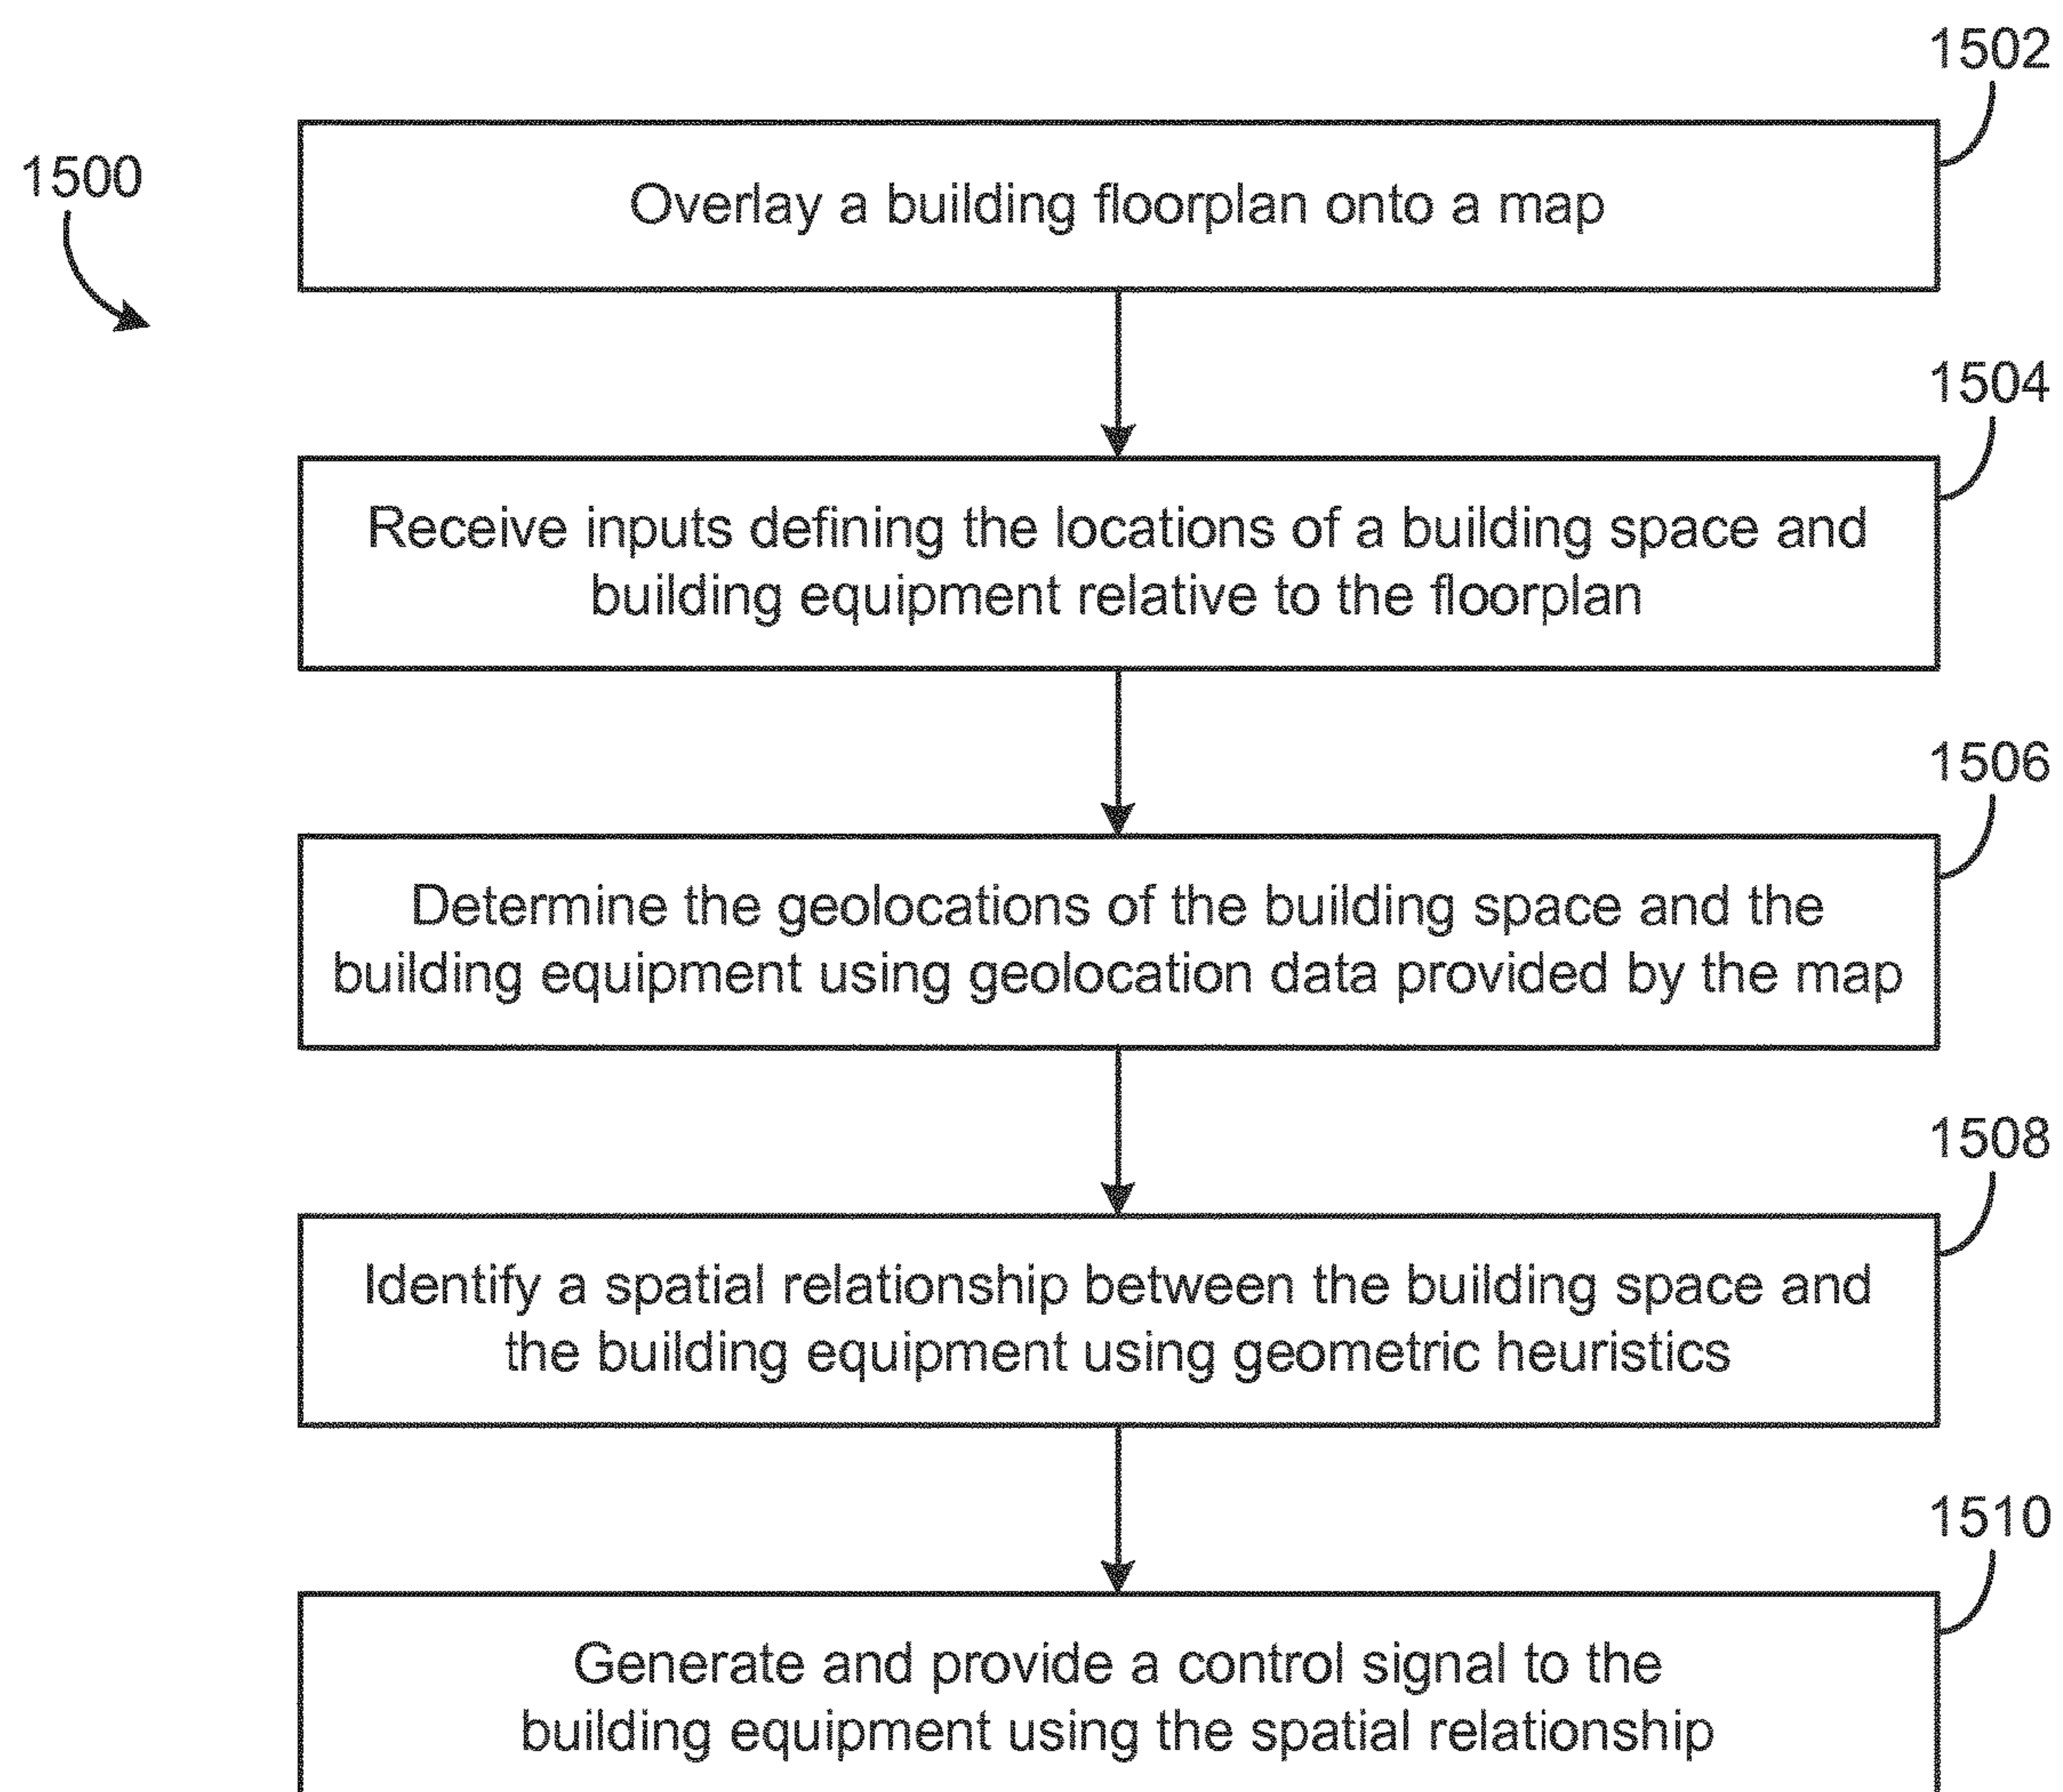 1502
1500
Overlay a building floorplan onto a map
1504
Receive inputs defining the locations of a building space and
building equipment relative to the floorplan
1506
Determine the geolocations of the building space and the
building equipment using geolocation data provided by the map
1508
Identify a spatial relationship between the building space and
the building equipment using geometric heuristics
1510
Generate and provide a control signal to the
building equipment using the spatial relationship